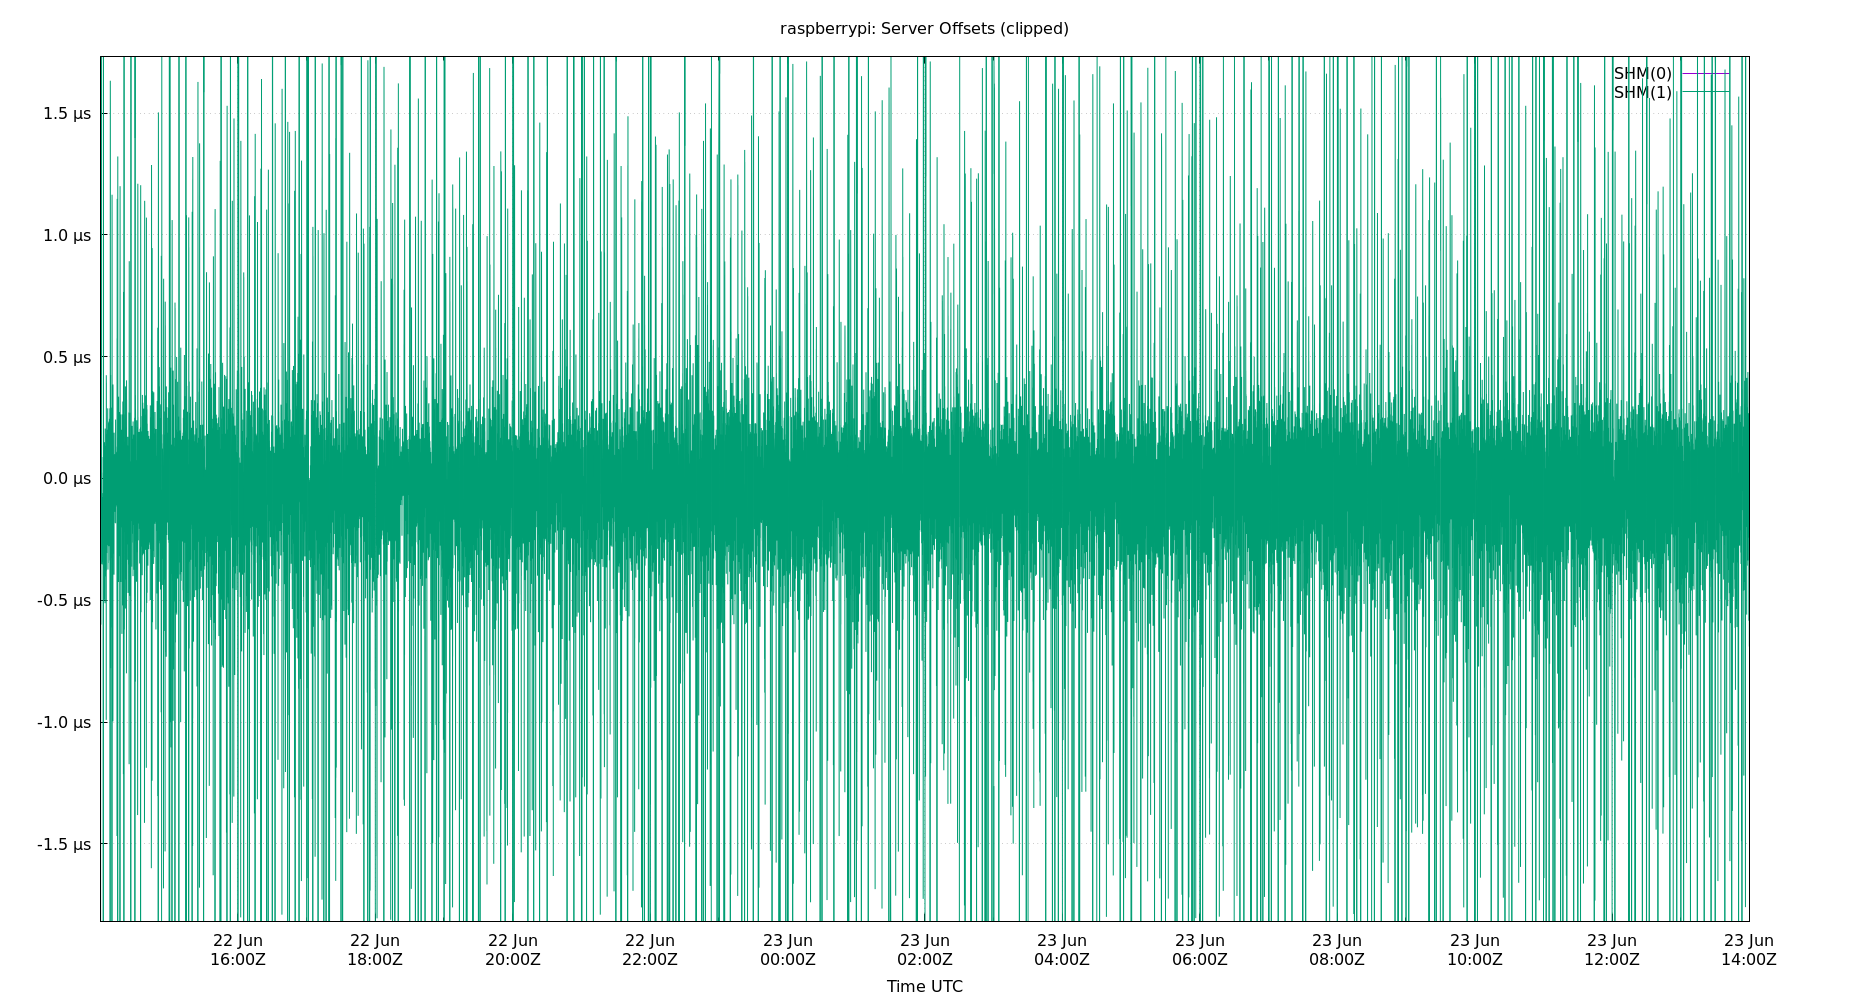 raspberrypi: Server Offsets (clipped)
SHM(0)
SHM(1)
1.5 µs
1.0 µs
0.5 µs
0.0 µs
-0.5 µs
-1.0 µs
-1.5 µs
22 Jun 22 Jun 22 Jun 22 Jun 23 Jun 23 Jun 23 Jun 23 Jun 23 Jun 23 Jun 23 Jun 23 Jun
16:00Z 18:00Z 20:00Z 22:00Z 00:00Z 02:00Z 04:00Z 06:00Z 08:00Z 10:00Z 12:00Z 14:00Z
Time UTC